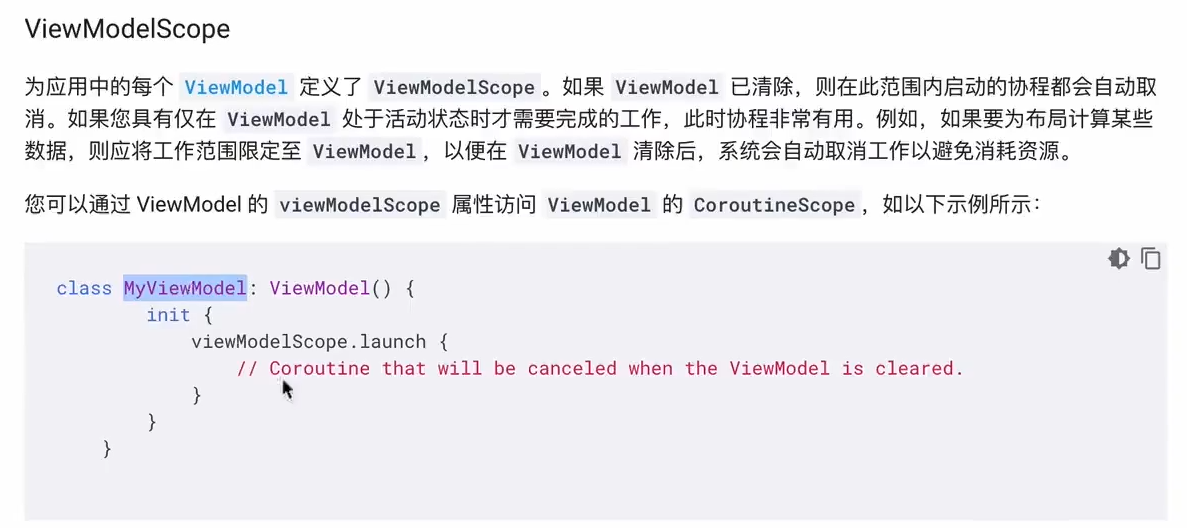 ViewModelScope
为应用中的每个 ViewModel 定义了 ViewModelScope。如果 ViewModel 已清除，则在此范围内启动的协程都会自动取
消。如果您具有仅在 ViewModel 处于活动状态时才需要完成的工作，此时协程非常有用。例如，如果要为布局计算某些
数据，则应将工作范围限定至 ViewModel，以便在 ViewModel 清除后，系统会自动取消工作以避免消耗资源。
您可以通过 ViewModel 的 viewModelScope 属性访问 ViewModel 的 CoroutineScope，如以下示例所示：
class MyViewModel: ViewModel() {
init {
viewModelScope.launch {
// Coroutine that will be canceled when the ViewModel is cleared.
}
}
}